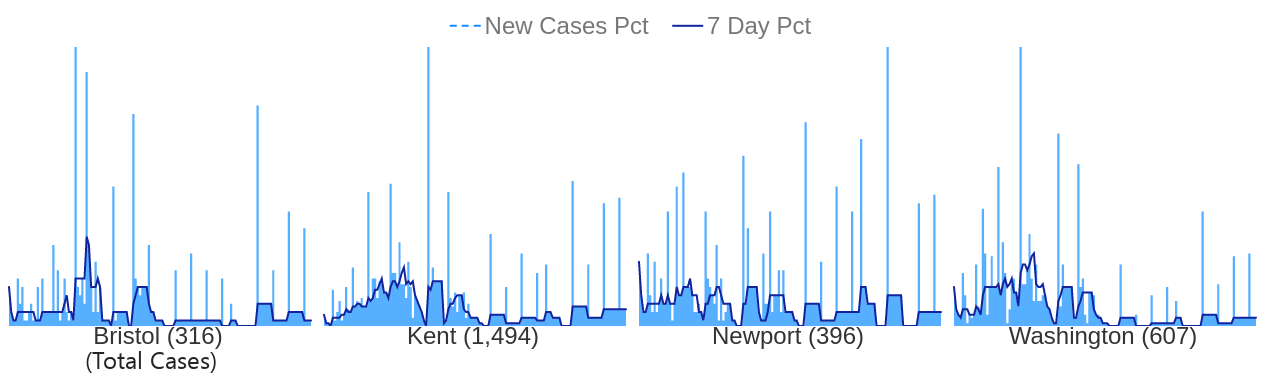 New Cases Pct 7 Day Pct
Bristol (316) Kent (1,494) Newport (396) Washington (607)
(Total Cases)